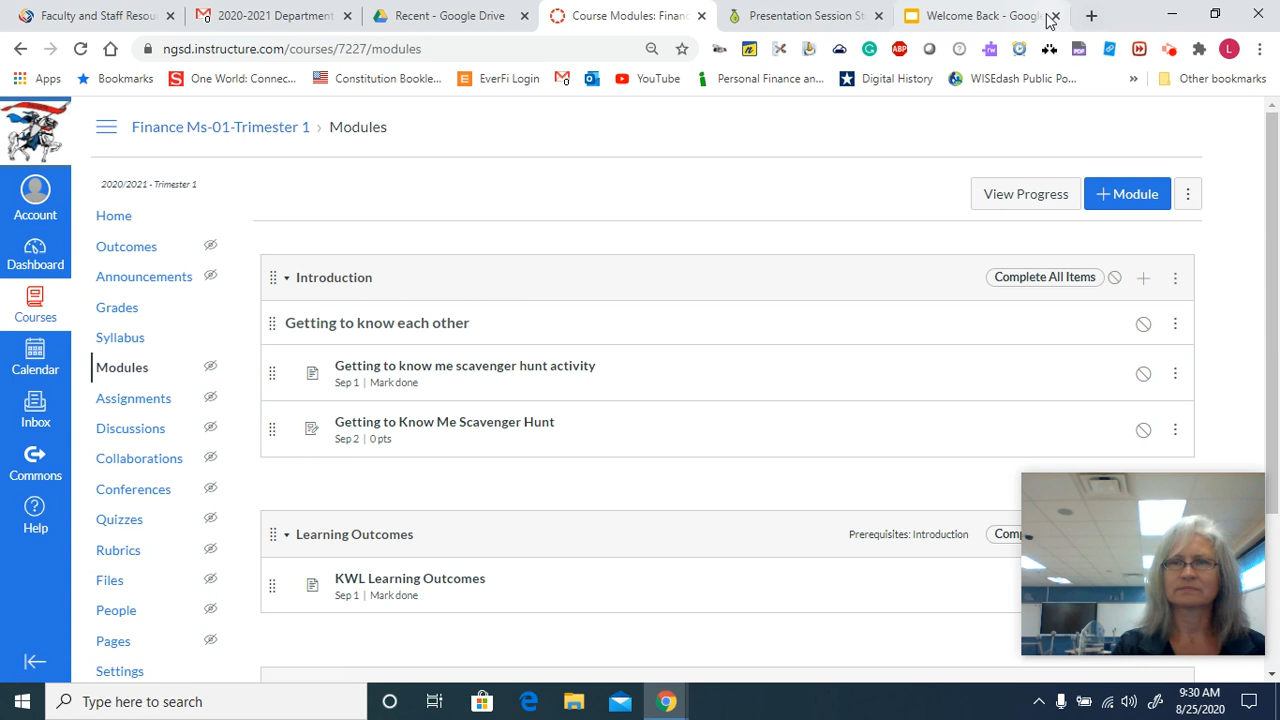 Faculty and Staff Resou
2020-2021 Department
Recent - Google Drive
Course Modules: Finan
Presentation Session St
Welcome Back - Google
ngsd.instructure.com/courses/7227/modules
ABP
PDF
L
Apps
Bookmarks
One World: Connec...
Constitution Bookle...
EverFi Login
YouTube
Personal Finance an...
Digital History
WISEdash Public Po...
Other bookmarks
Finance Ms-01-Trimester 1 › Modules
2020/2021 - Trimester 1
View Progress
+ Module
Account
Dashboard
Courses
Calendar
Inbox
Commons
Help
Home
Outcomes
Announcements
Grades
Syllabus
Modules
Assignments
Discussions
Collaborations
Conferences
Quizzes
Rubrics
Files
People
Pages
Settings
Introduction
Complete All Items
Getting to know each other
Getting to know me scavenger hunt activity
Sep 1 | Mark done
Getting to Know Me Scavenger Hunt
Sep 2 | 0 pts
Learning Outcomes
Prerequisites: Introduction
Comp
KWL Learning Outcomes
Sep 1 | Mark done
Type here to search
9:30 AM
8/25/2020